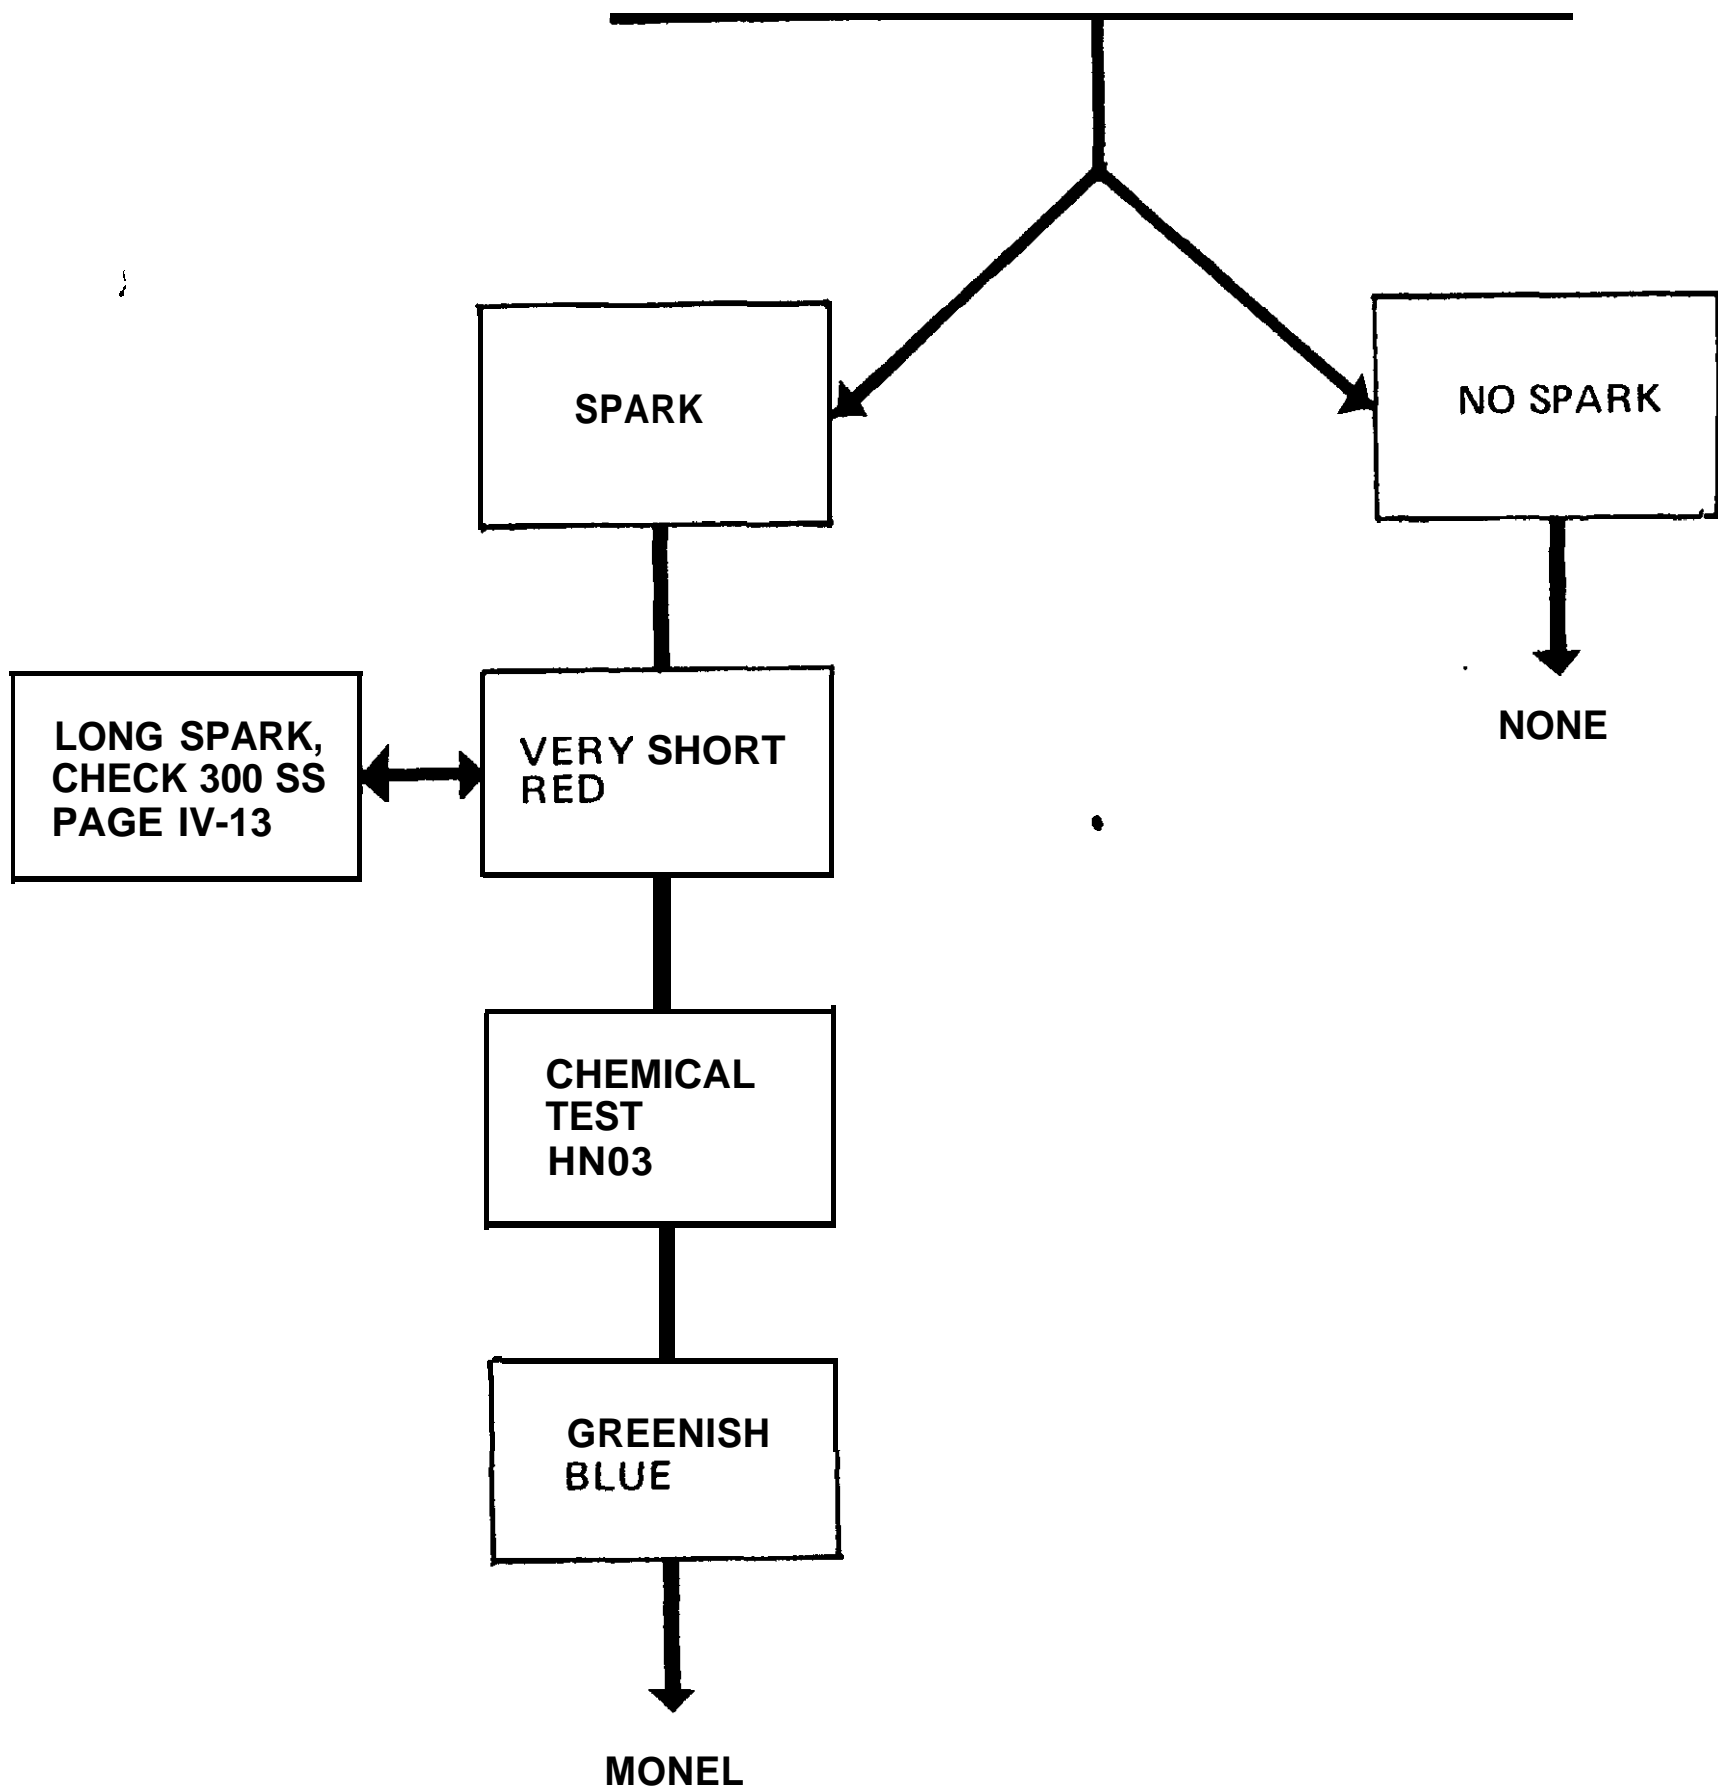 SPARK
NO SPARK
NONE
LONG SPARK,
CHECK 300 SS
PAGE IV-13
VERY SHORT
RED
CHEMICAL
TEST
HN03
GREENISH
BLUE
MONEL